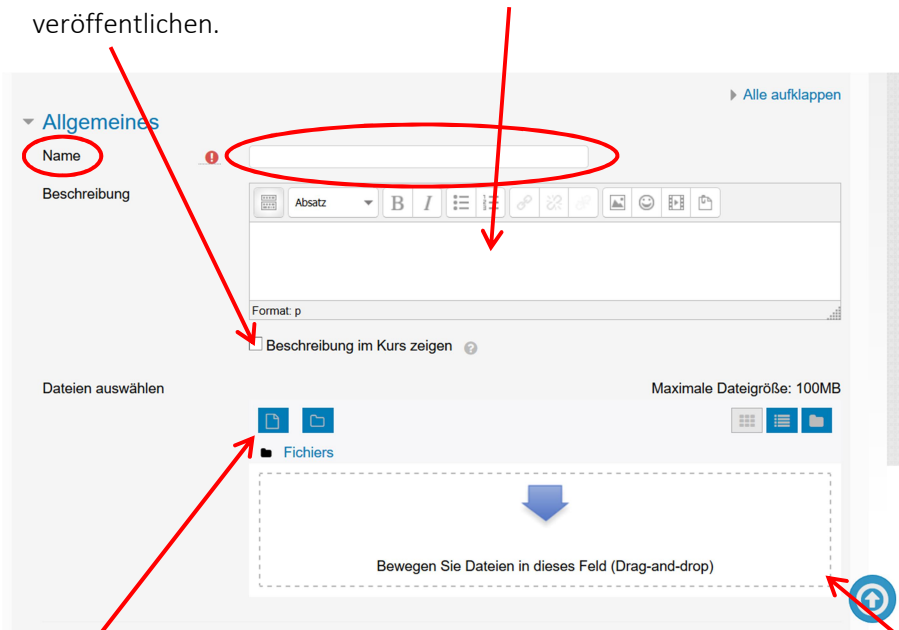 veröffentlichen.
Alle aufklappen
Allgemeines
Name
Beschreibung
Absatz B I
Format: p
Beschreibung im Kurs zeigen
Dateien auswählen Maximale Dateigröße: 100MB
Fichiers
Bewegen Sie Dateien in dieses Feld (Drag-and-drop)